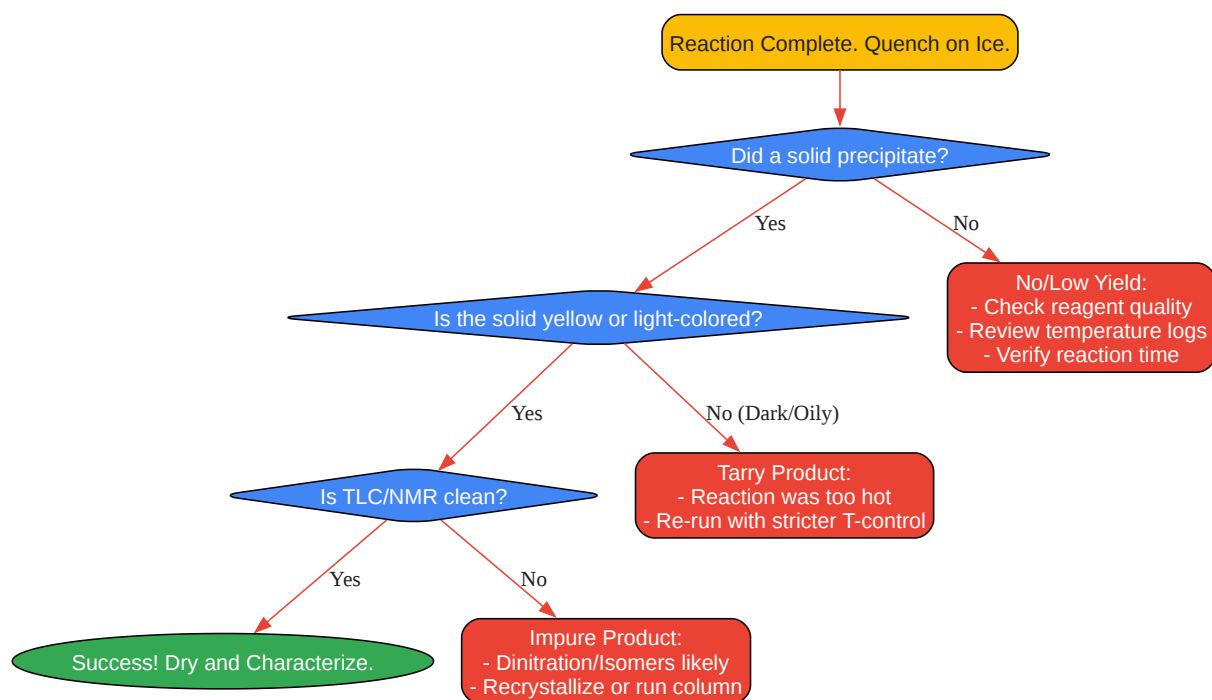 Reaction Complete. Quench on Ice.
Did a solid precipitate?
Yes
No
No/Low Yield:
- Check reagent quality
- Review temperature logs
- Verify reaction time
Is the solid yellow or light-colored?
Yes
No (Dark/Oily)
Tarry Product:
- Reaction was too hot
- Re-run with stricter T-control
Is TLC/NMR clean?
Yes
No
Success! Dry and Characterize.
Impure Product:
- Dinitration/Isomers likely
- Recrystallize or run column